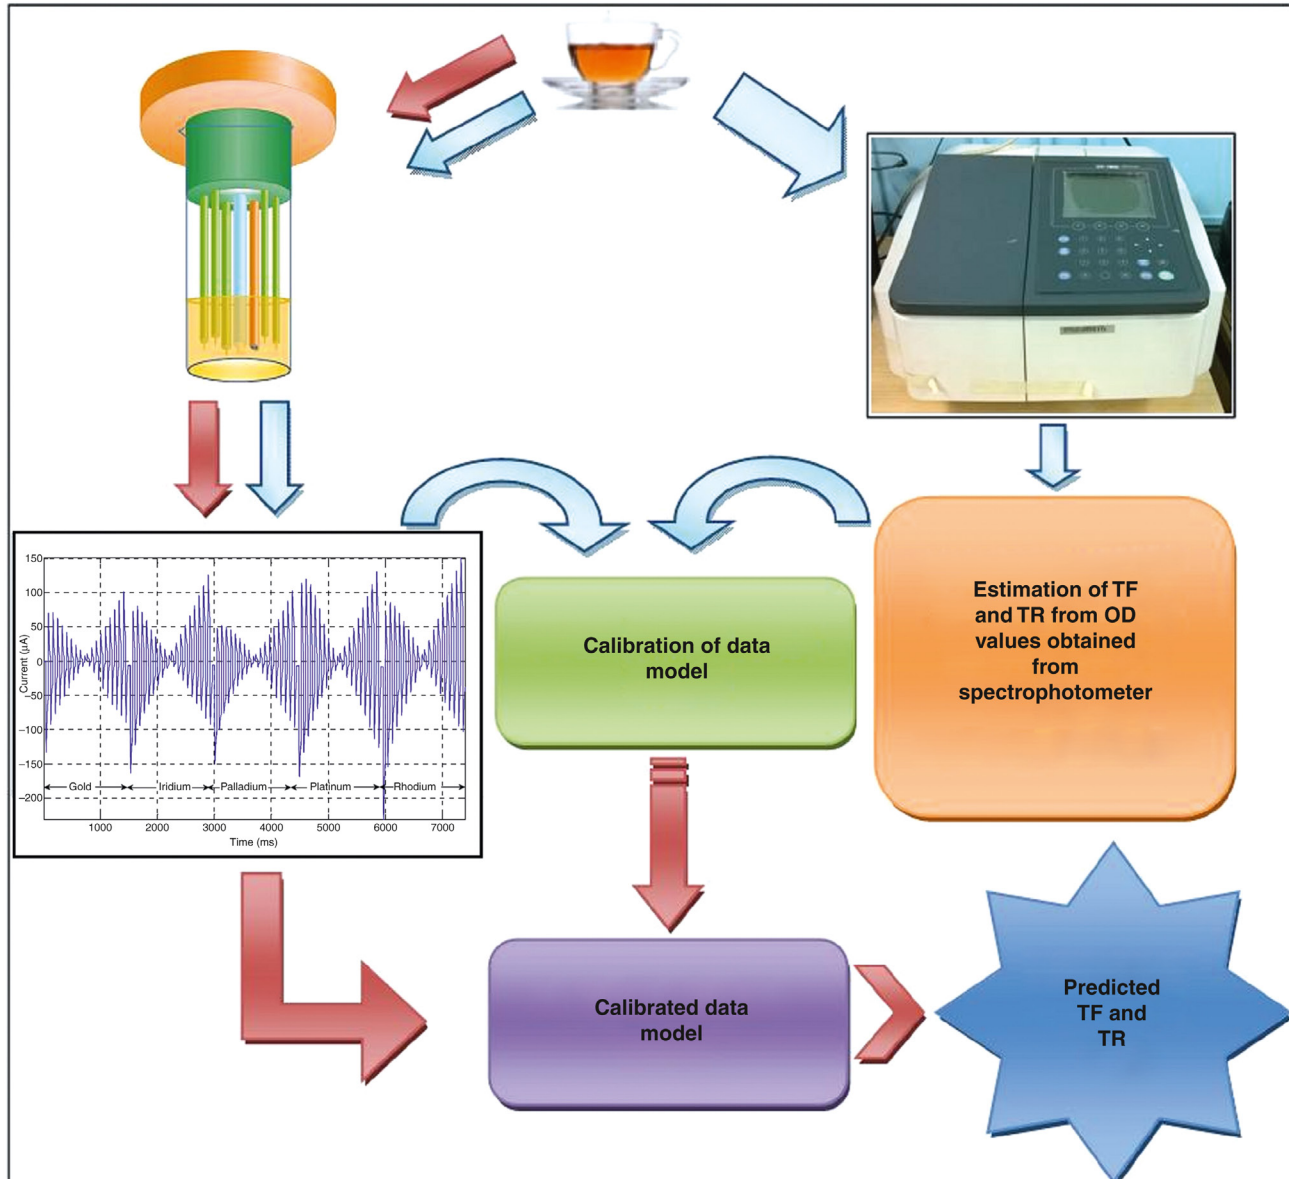 Estimation of TF
and TR from OD
values obtained
from
spectrophotometer
Calibration of data
model
Current (µA)
150
100
50
0
−50
−100
−150
−200
Gold
Iridium
Palladium
Platinum
Rhodium
1000
2000
3000
4000
5000
6000
7000
Time (ms)
Calibrated data
model
Predicted
TF and
TR